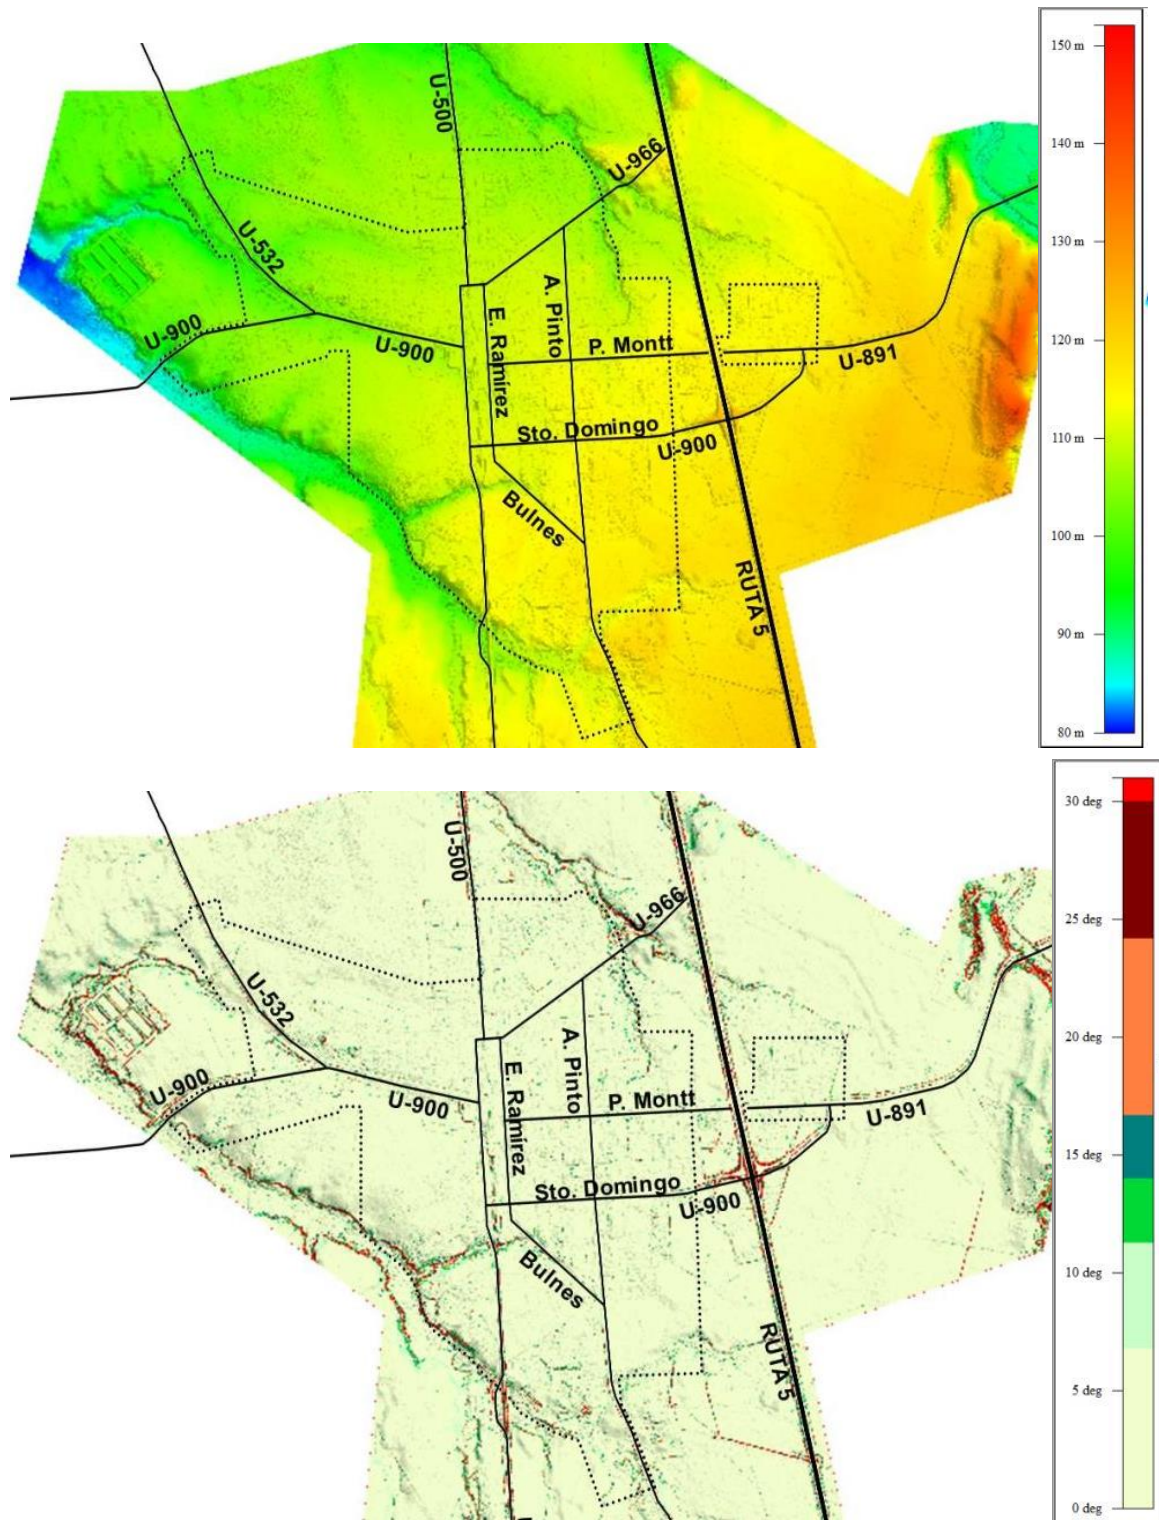 150 m
140 m
130 m
120 m
110 m
100 m
90 m
80 m
U-500
U-966
U-532
U-900
U-900
E. Ramírez
A. Pinto
P. Montt
U-891
Sto. Domingo
U-900
Bulnes
RUTA 5
30 deg
25 deg
20 deg
15 deg
10 deg
5 deg
0 deg
U-500
U-966
U-532
U-900
U-900
E. Ramírez
A. Pinto
P. Montt
U-891
Sto. Domingo
U-900
Bulnes
RUTA 5